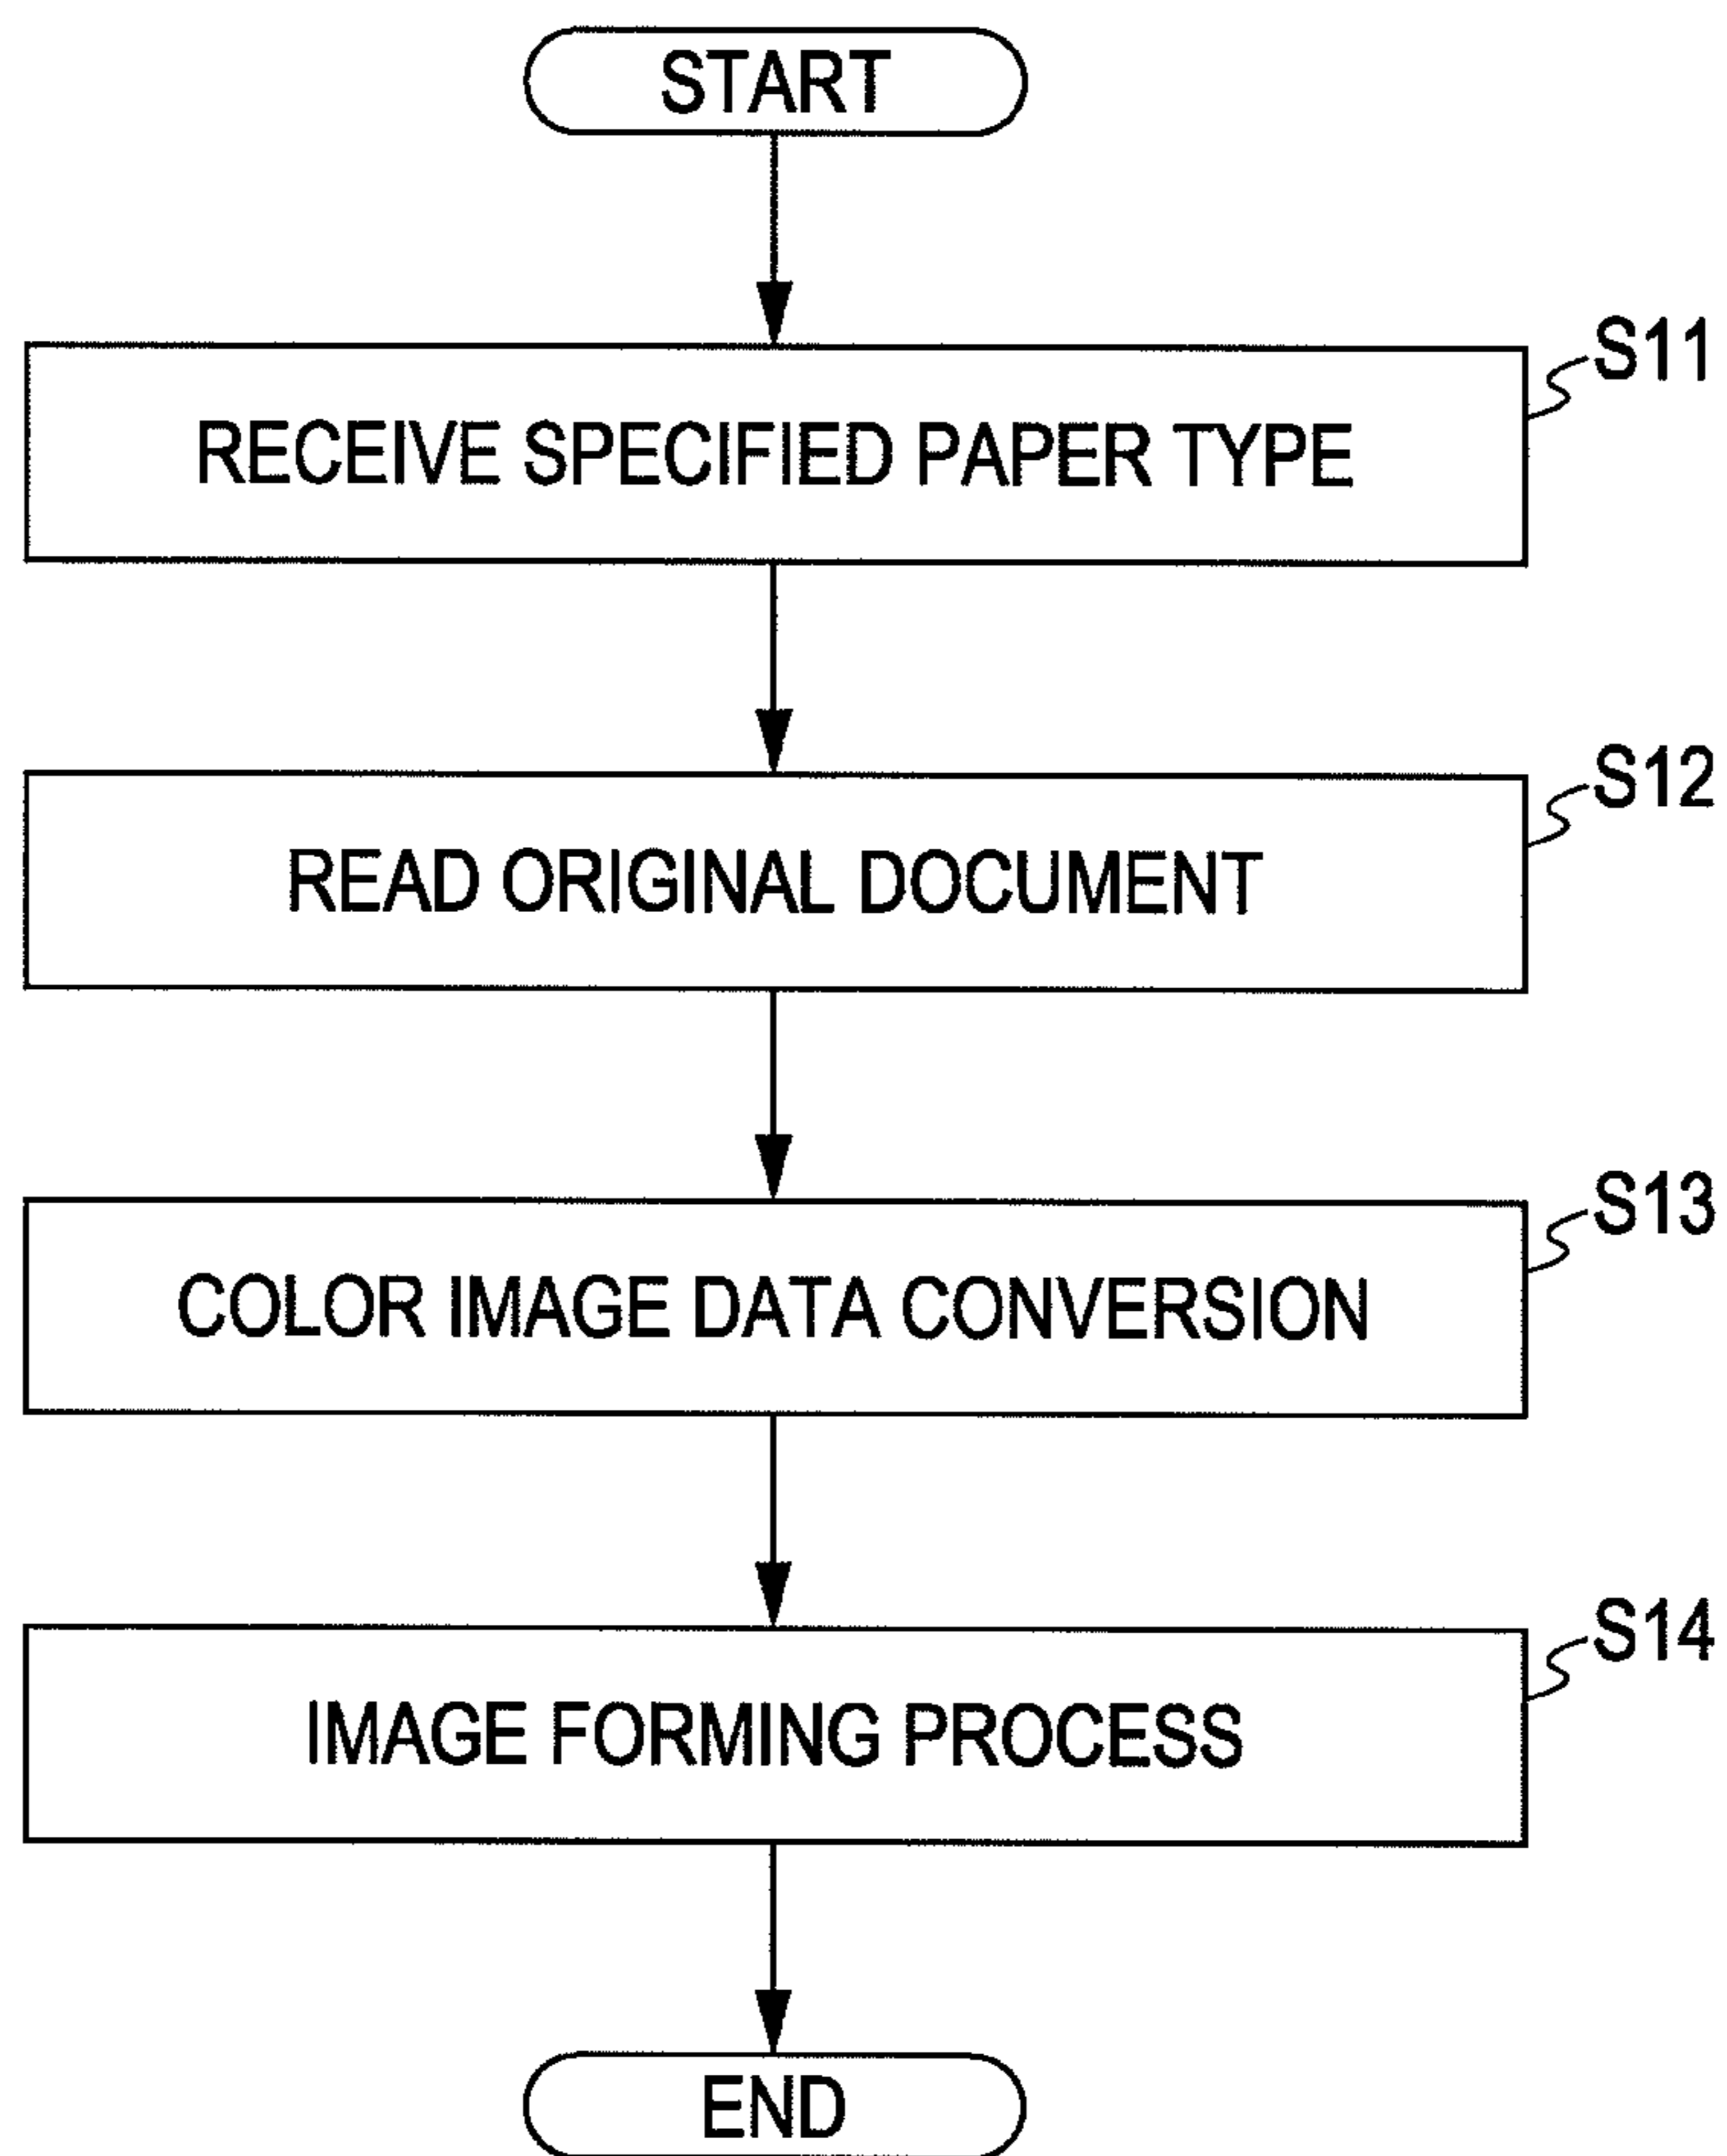 START
S11
RECEIVE SPECIFIED PAPER TYPE
S12
READ ORIGINAL DOCUMENT
S13
COLOR IMAGE DATA CONVERSION
S14
IMAGE FORMING PROCESS
END